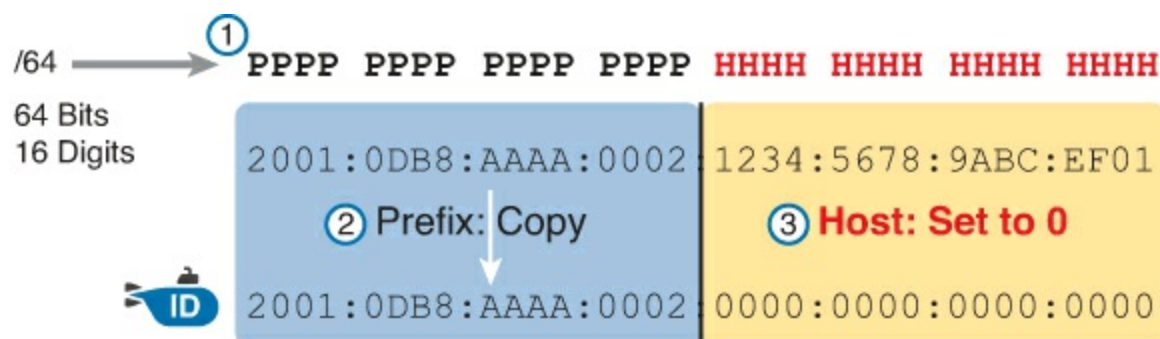 1
/64 PPPP PPPP PPPP PPPP HHHH HHHH HHHH HHHH
64 Bits
16 Digits
2001:0DB8:AAAA:0002:1234:5678:9ABC:EF01
2 Prefix: Copy 3 Host: Set to 0
ID 2001:0DB8:AAAA:0002:0000:0000:0000:0000